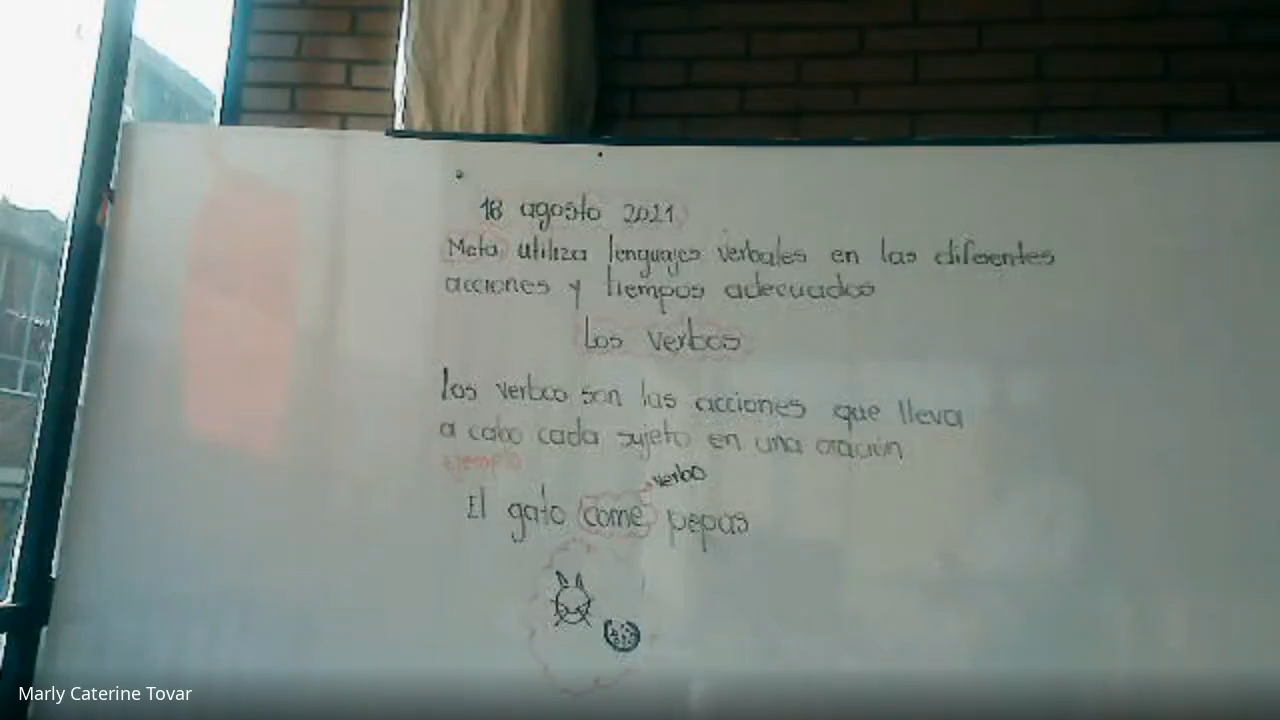 18 agosto 2021
Meta utiliza lenguajes verbales en las difeentes
acciones y tiempos adecuados
Los verbos
los verbos son las acciones que lleva
a cabo cada sujeto en una oración
Ejemplo
verbo
El gato come pepas
Marly Caterine Tovar